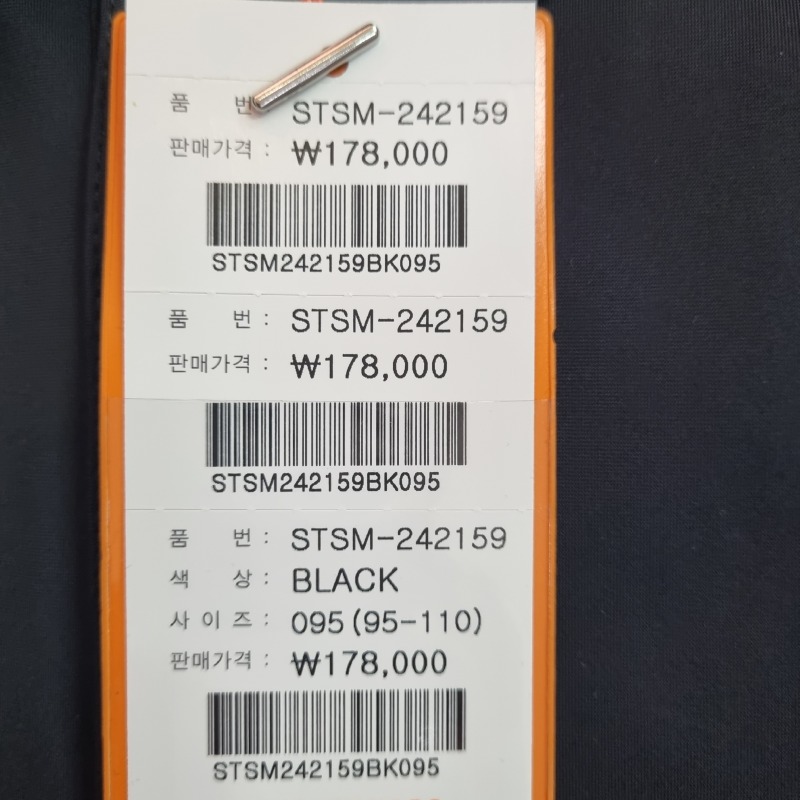 품 번 STSM-242159
판매가격 : ₩178,000
STSM242159BK095
품 번 : STSM-242159
판매가격 : ₩178,000
STSM242159BK095
품 번 : STSM-242159
색 상 : BLACK
사 이 즈 : 095(95-110)
판매가격 : ₩178,000
STSM242159BK095